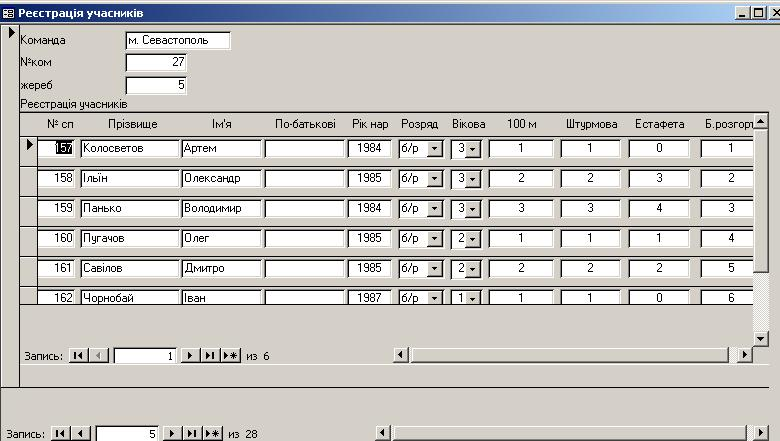 Реєстрація учасників
Команда м. Севастополь
№ком 27
жереб 5
Реєстрація учасників
№ сп Прізвище Ім'я По-батькові Рік нар Розряд Вікова 100 м Штурмова Естафета Б.розгорт
157 Колосветов Артем 1984 б/р 3 1 1 0 1
158 Ільїн Олександр 1985 б/р 3 2 2 3 2
159 Панько Володимир 1984 б/р 3 3 3 4 3
160 Пугачов Олег 1985 б/р 2 1 1 1 4
161 Савілов Дмитро 1985 б/р 2 2 2 2 5
162 Чорнобай Іван 1987 б/р 1 1 1 0 6
Запись: 1 из 6
Запись: 5 из 28